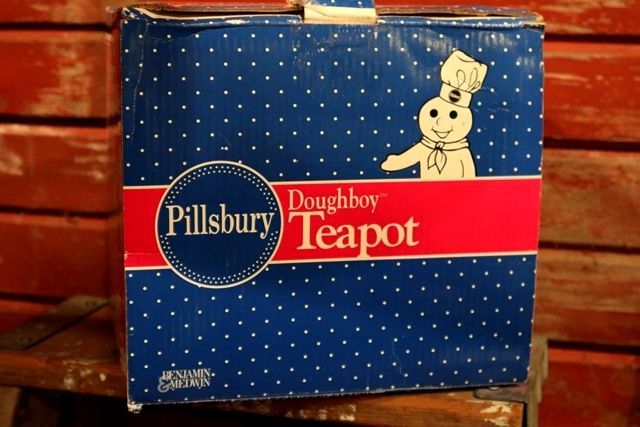 Pillsbury
Doughboy™
Teapot
BENJAMIN
& MEDWIN